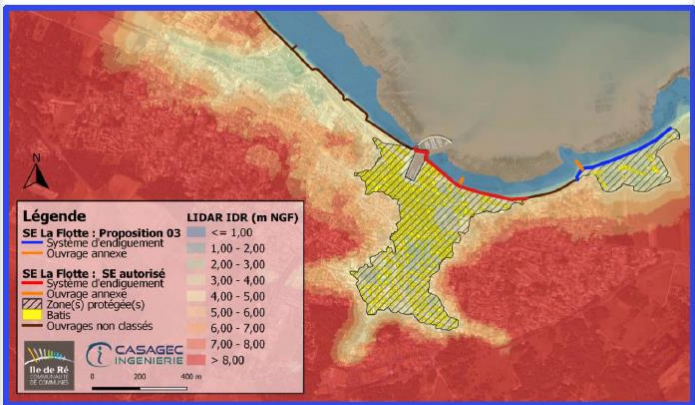 N
Légende
SE La Flotte : Proposition 03
Système d'endiguement
Ouvrage annexe
SE La Flotte : SE autorisé
Système d'endiguement
Ouvrage annexe
Zone(s) protégée(s)
Batis
Ouvrages non classés
LIDAR IDR (m NGF)
<= 1,00
1,00 - 2,00
2,00 - 3,00
3,00 - 4,00
4,00 - 5,00
5,00 - 6,00
6,00 - 7,00
7,00 - 8,00
> 8,00
Ile de Ré
COMMUNAUTÉ
DE COMMUNES
CASAGEC
INGENIERIE
0 200 400 m